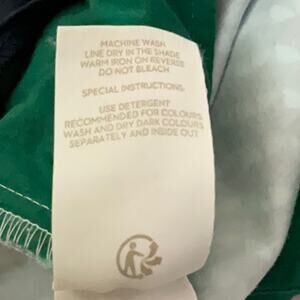 MACHINE WASH
LINE DRY IN THE SHADE
WARM IRON ON REVERSE
DO NOT BLEACH
SPECIAL INSTRUCTIONS:
USE DETERGENT
RECOMMENDED FOR COLOURS
WASH AND DRY DARK COLOURS
SEPARATELY AND INSIDE OUT